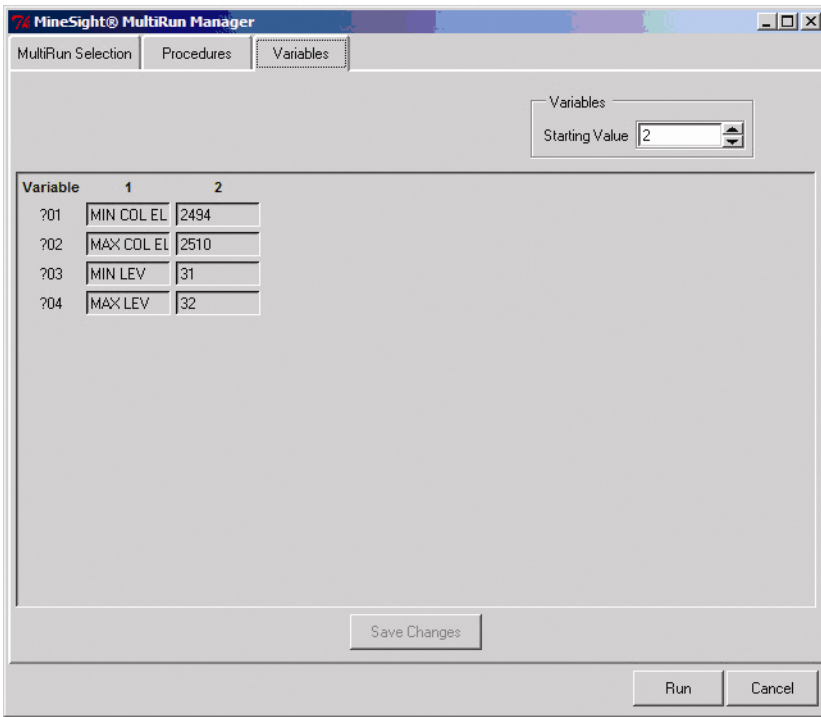 MineSight® MultiRun Manager
MultiRun Selection Procedures Variables
Variables
Starting Value 2
Variable 1 2
?01 MIN COL EL 2494
?02 MAX COL EL 2510
?03 MIN LEV 31
?04 MAX LEV 32
Save Changes
Run Cancel